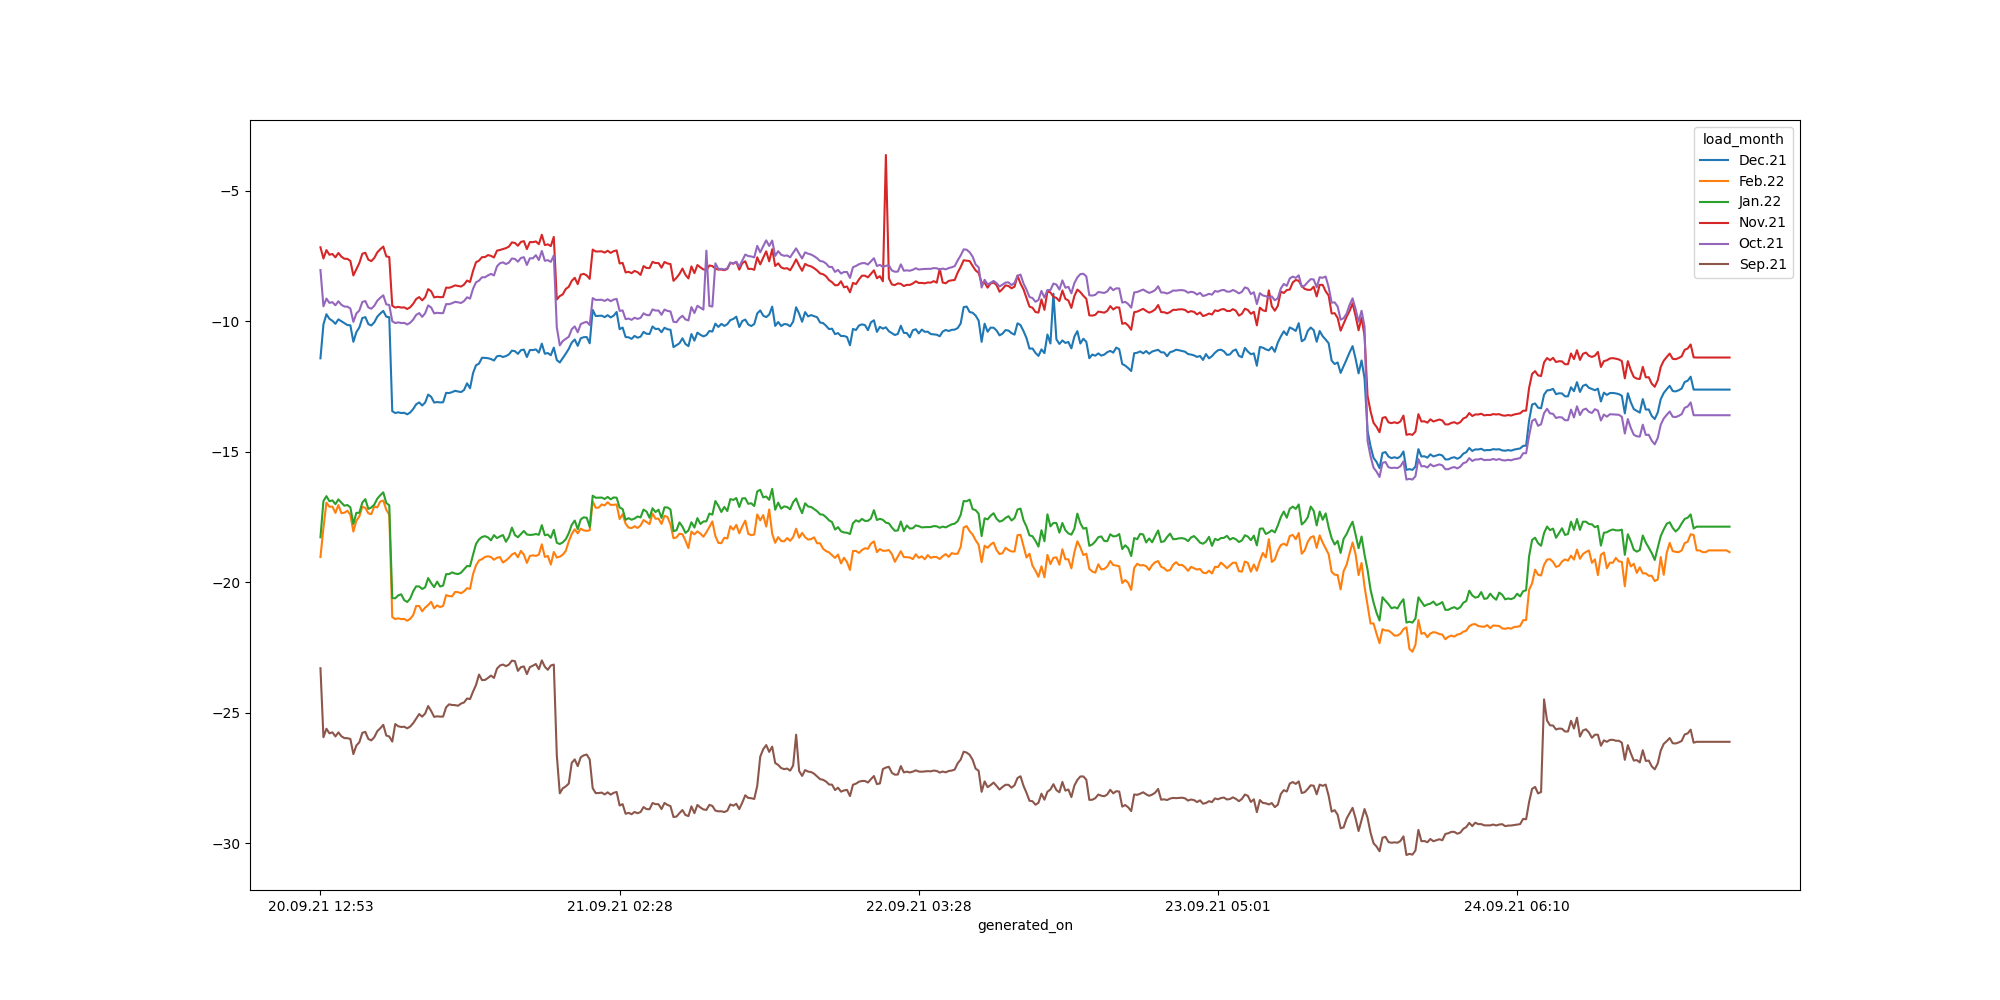 load_month
Dec.21
Feb.22
Jan.22
Nov.21
Oct.21
Sep.21
−5
−10
−15
−20
−25
−30
20.09.21 12:53
21.09.21 02:28
22.09.21 03:28
23.09.21 05:01
24.09.21 06:10
generated_on